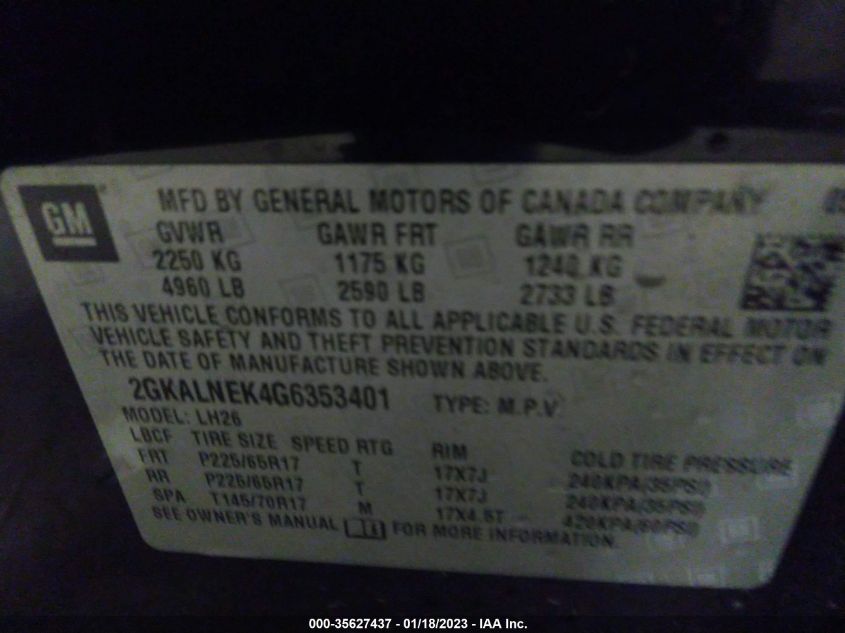 GM
MFD BY GENERAL MOTORS OF CANADA COMPANY
GVWR GAWR FRT GAWR RR
2250 KG 1175 KG 1240 KG
4960 LB 2590 LB 2733 LB
THIS VEHICLE CONFORMS TO ALL APPLICABLE U.S. FEDERAL MOTOR
VEHICLE SAFETY AND THEFT PREVENTION STANDARDS IN EFFECT ON
THE DATE OF MANUFACTURE SHOWN ABOVE.
2GKALNEK4G6353401 TYPE: M.P.V.
MODEL: LH26
LBCF TIRE SIZE SPEED RTG RIM COLD TIRE PRESSURE
FRT P225/65R17 T 17X7J 240KPA(35PSI)
RR P225/65R17 T 17X7J 240KPA(35PSI)
SPA T145/70R17 M 17X4.5T 420KPA(60PSI)
SEE OWNER'S MANUAL FOR MORE INFORMATION.
000-35627437 - 01/18/2023 - IAA Inc.